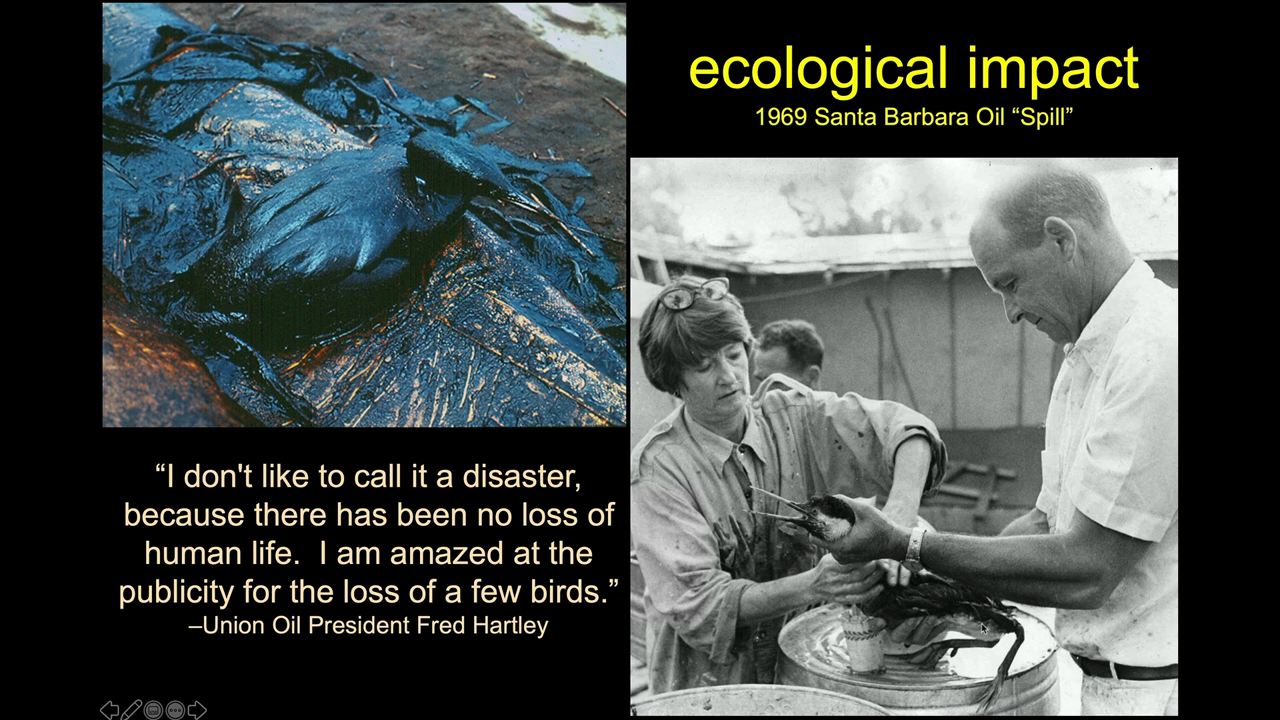 ecological impact
1969 Santa Barbara Oil “Spill”
“I don't like to call it a disaster,
because there has been no loss of
human life.  I am amazed at the
publicity for the loss of a few birds.”
–Union Oil President Fred Hartley